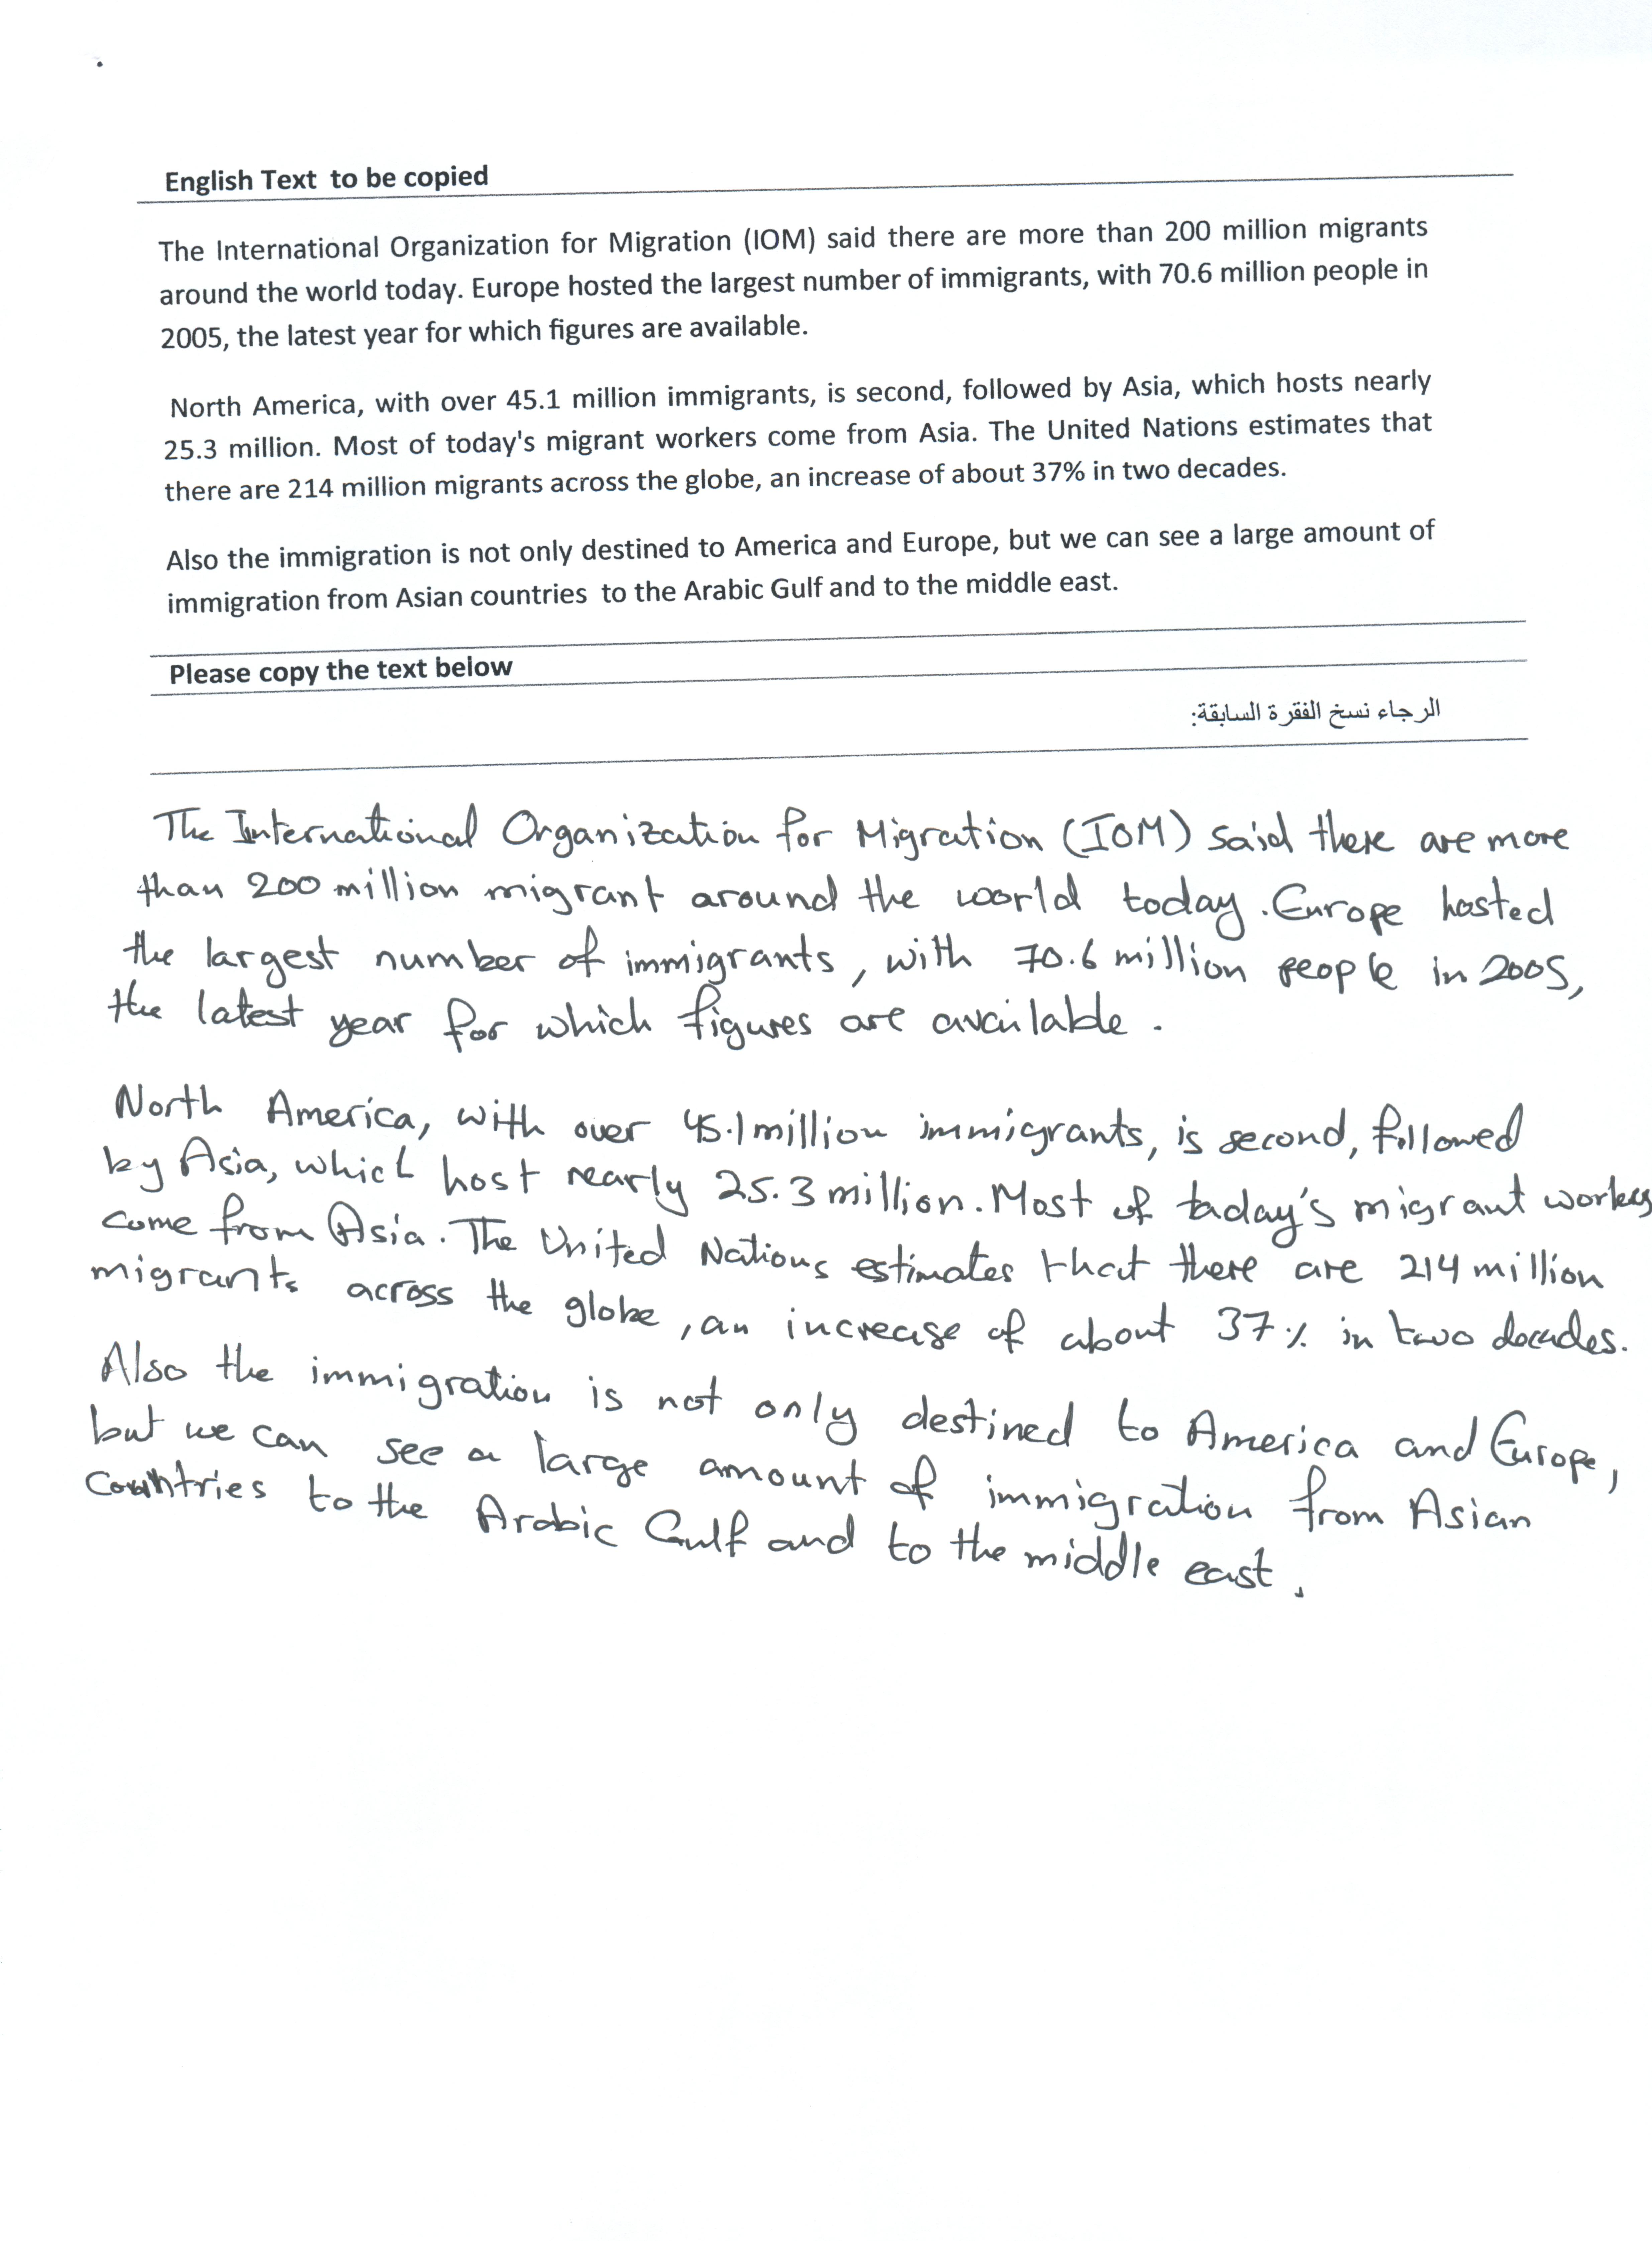 English Text to be copied
The International Organization for Migration (IOM) said there are more than 200 million migrants
around the world today. Europe hosted the largest number of immigrants, with 70.6 million people in
2005, the latest year for which figures are available.
North America, with over 45.1 million immigrants, is second, followed by Asia, which hosts nearly
25.3 million. Most of today's migrant workers come from Asia. The United Nations estimates that
there are 214 million migrants across the globe, an increase of about 37% in two decades.
Also the immigration is not only destined to America and Europe, but we can see a large amount of
immigration from Asian countries to the Arabic Gulf and to the middle east.
Please copy the text below
الرجاء نسخ الفقرة السابقة:
The International Organization for Migration (IOM) said there are more
than 200 million migrant around the world today. Europe hosted
the largest number of immigrants, with 70.6 million people in 2005,
the latest year for which figures are available.
North America, with over 45.1 million immigrants, is second, followed
by Asia, which host nearly 25.3 million. Most of today's migrant workers
come from Asia. The United Nations estimates that there are 214 million
migrants across the globe, an increase of about 37% in two decades.
Also the immigration is not only destined to America and Europe,
but we can see a large amount of immigration from Asian
Countries to the Arabic Gulf and to the middle east.